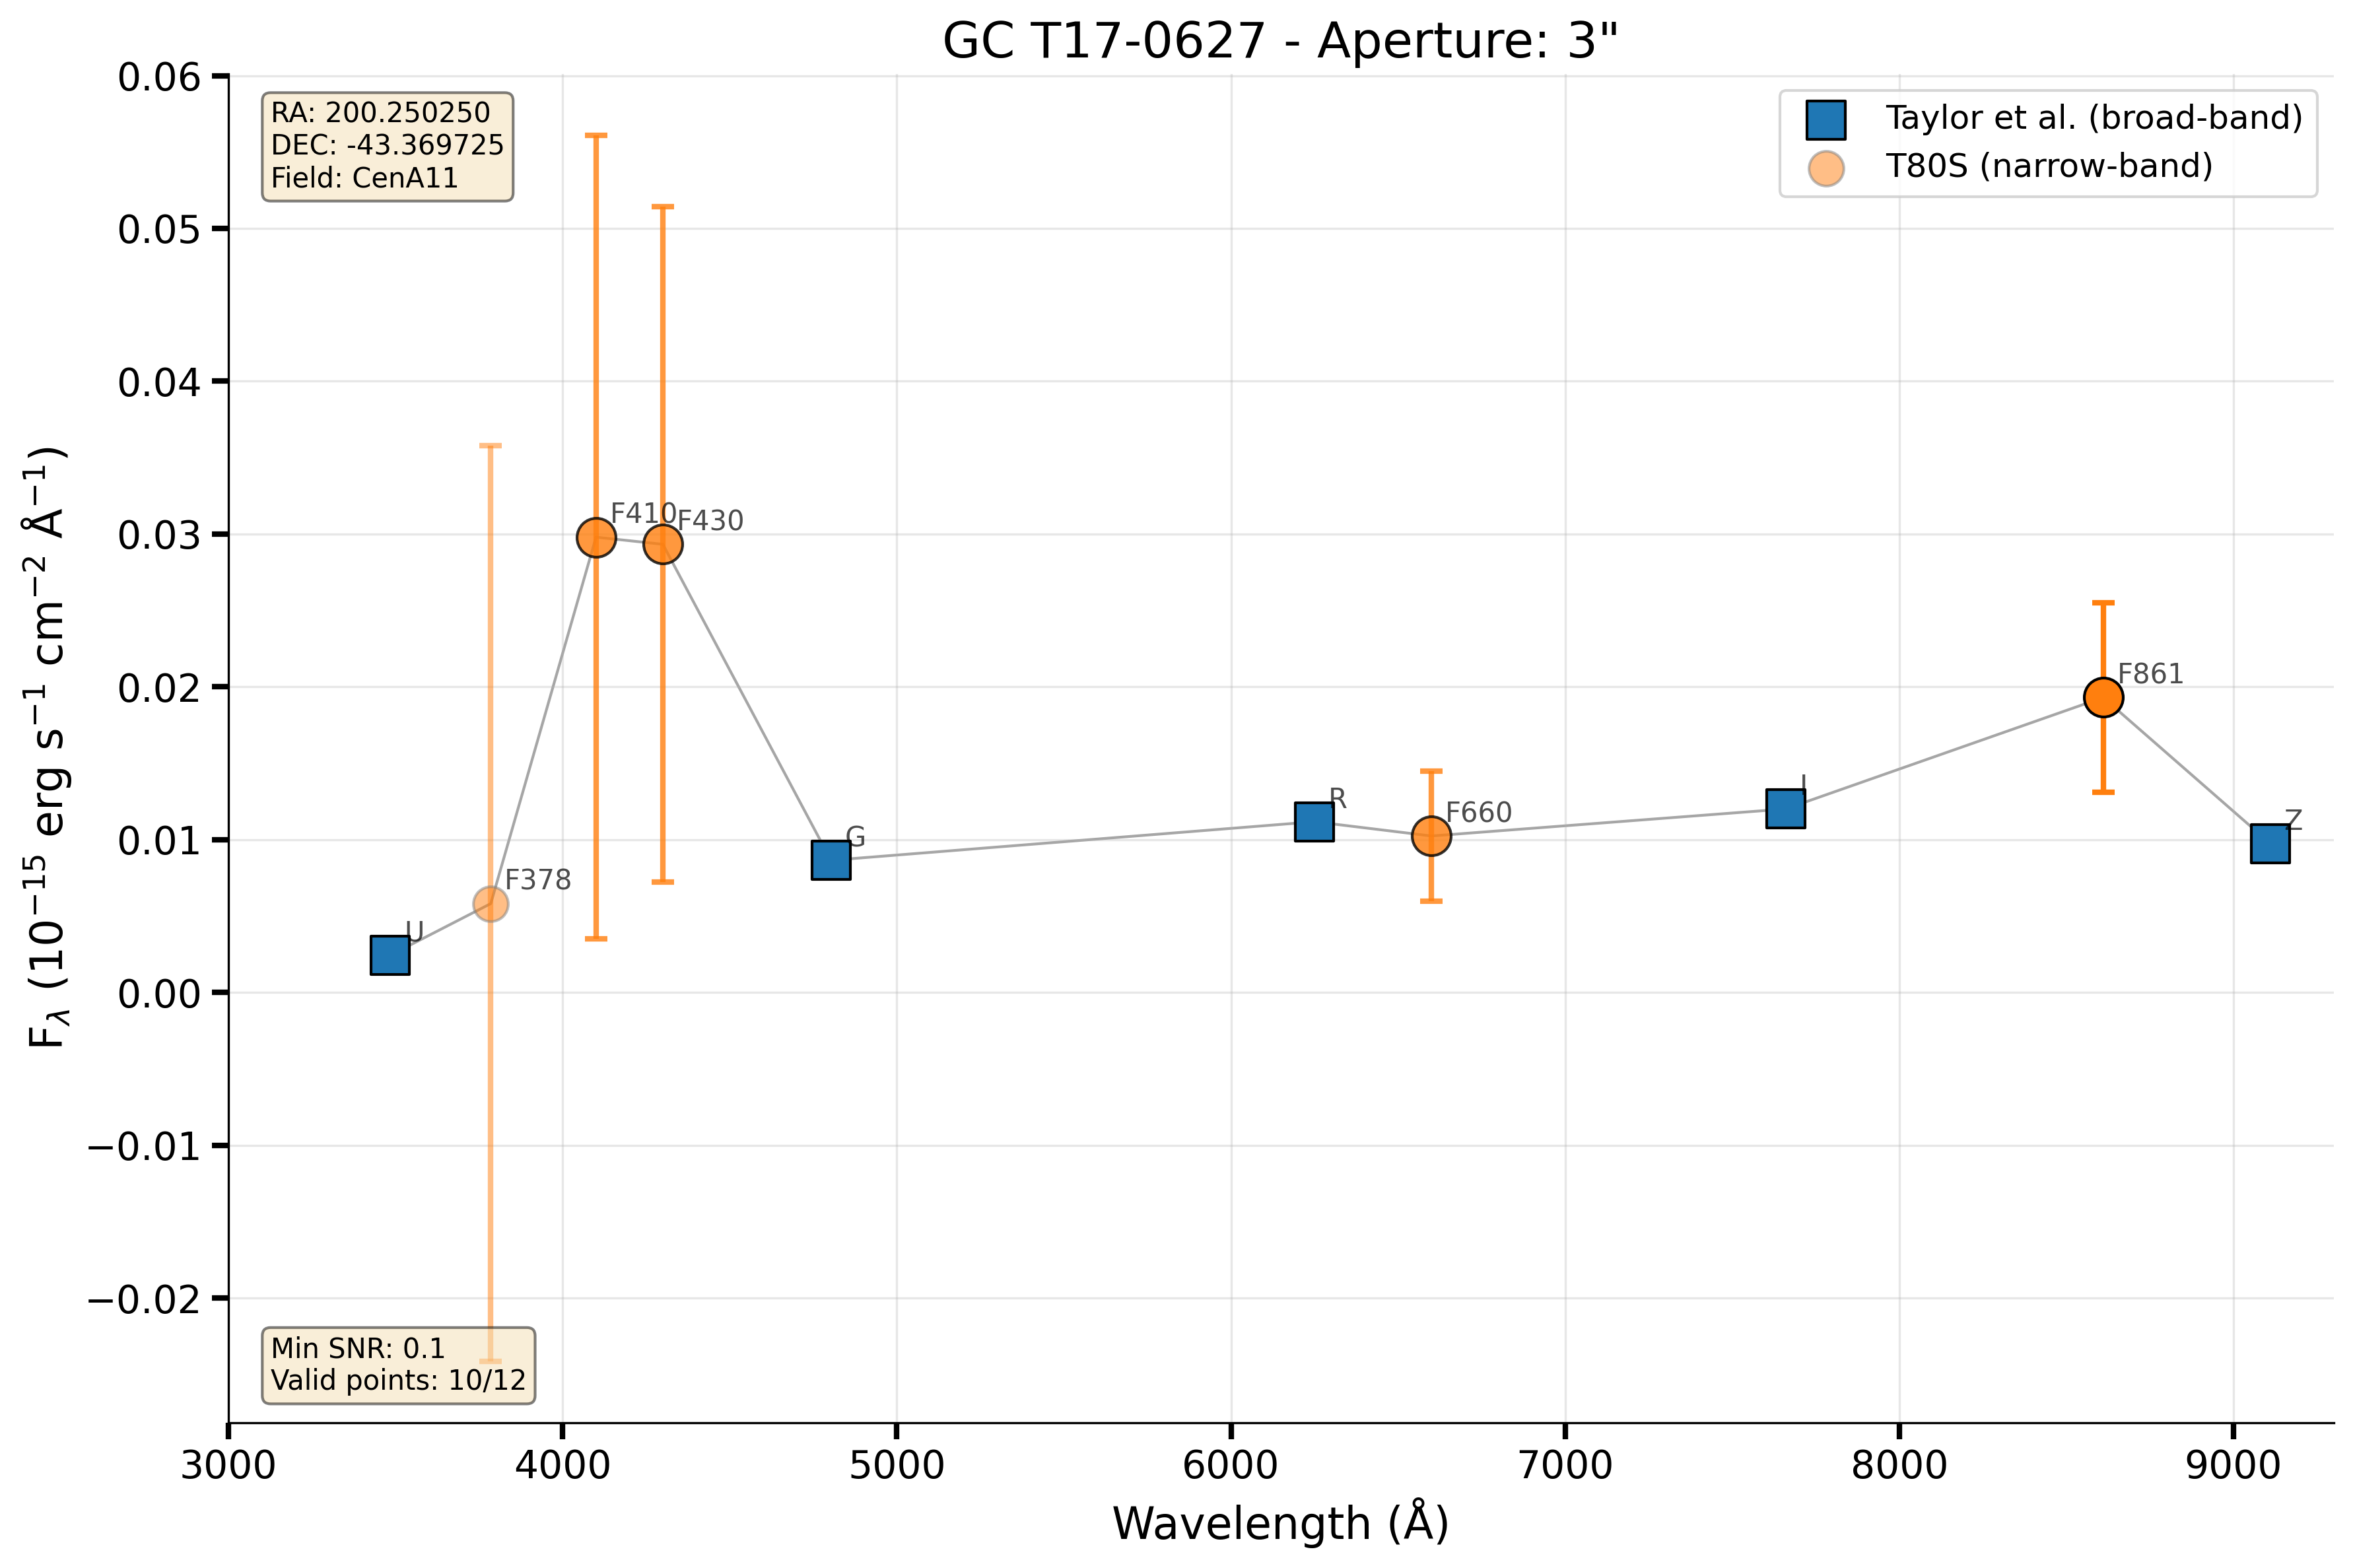 GC T17-0627 - Aperture: 3"
RA: 200.250250
DEC: -43.369725
Field: CenA11
Taylor et al. (broad-band)
T80S (narrow-band)
0.06
0.05
0.04
0.03
0.02
0.01
0.00
−0.01
−0.02
F_λ (10⁻¹⁵ erg s⁻¹ cm⁻² Å⁻¹)
U
F378
F410
F430
G
R
F660
I
F861
Z
Min SNR: 0.1
Valid points: 10/12
3000 4000 5000 6000 7000 8000 9000
Wavelength (Å)